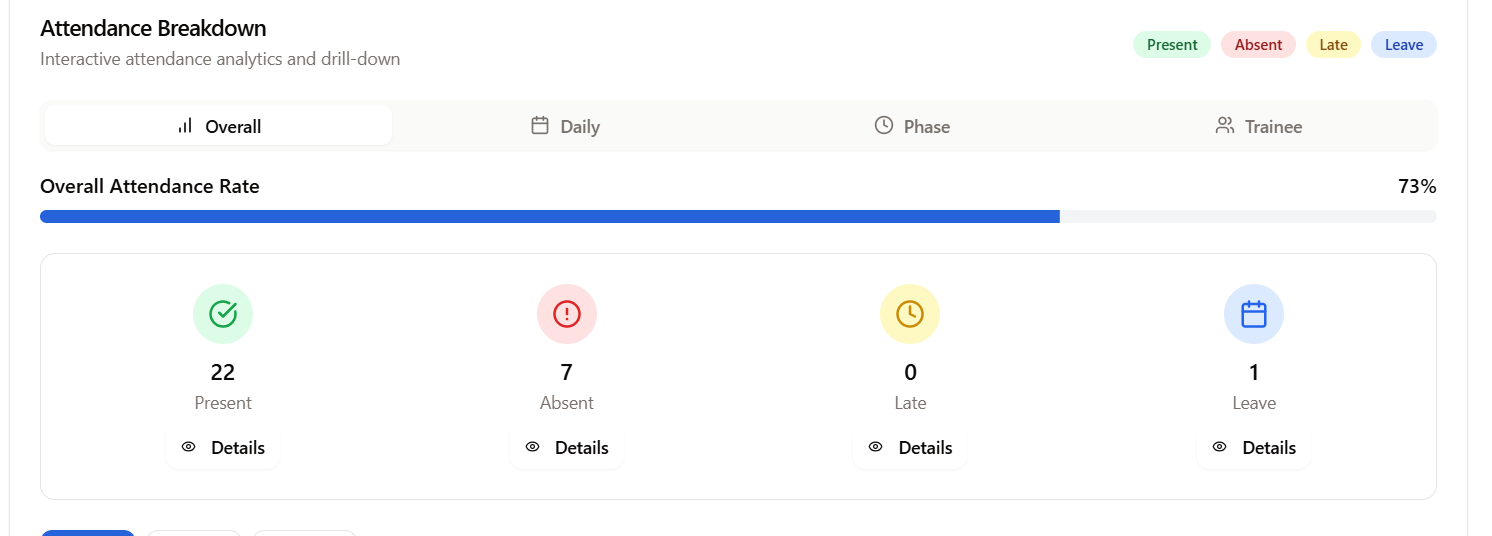 Attendance Breakdown
Interactive attendance analytics and drill-down
Present Absent Late Leave
Overall Daily Phase Trainee
Overall Attendance Rate 73%
22 7 0 1
Present Absent Late Leave
Details Details Details Details